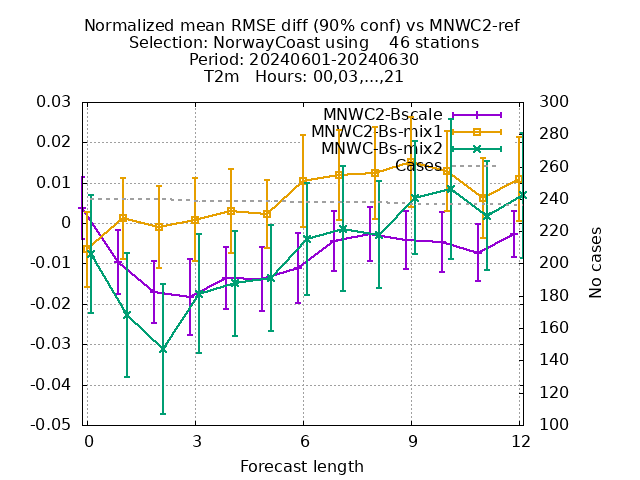 Normalized mean RMSE diff (90% conf) vs MNWC2-ref
Selection: NorwayCoast using    46 stations
Period: 20240601-20240630
T2m   Hours: 00,03,...,21
MNWC2-Bscale
MNWC2-Bs-mix1
MNWC-Bs-mix2
Cases
0.03
0.02
0.01
0
-0.01
-0.02
-0.03
-0.04
-0.05
300
280
260
240
220
200
180
160
140
120
100
No cases
0 3 6 9 12
Forecast length